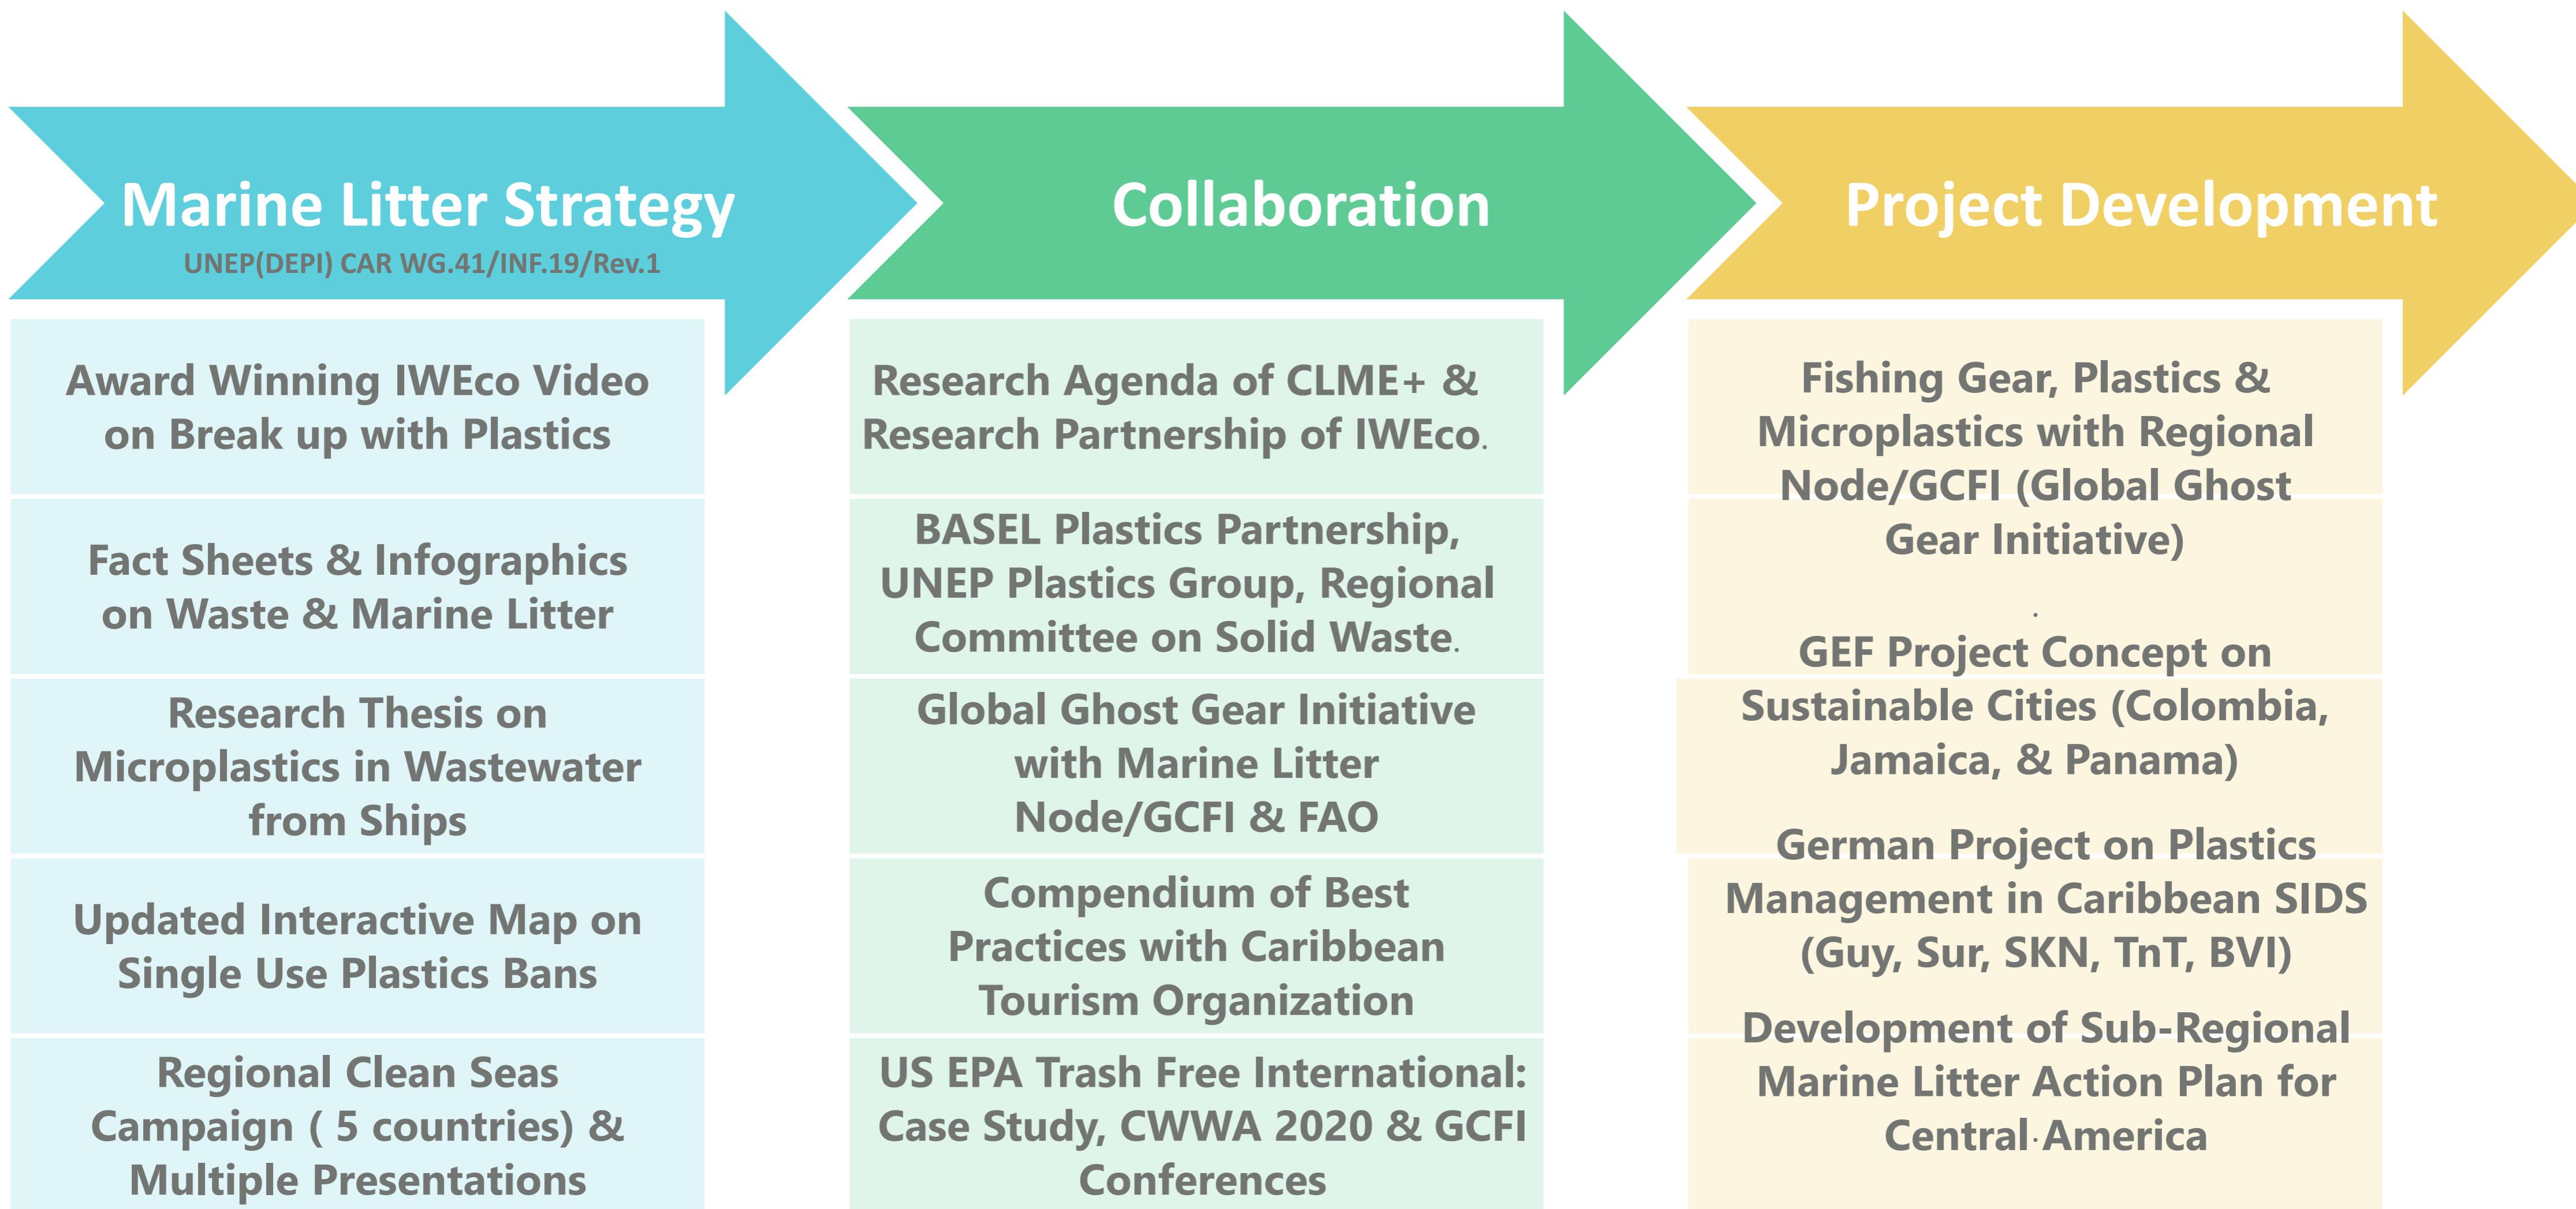 Marine Litter Strategy
UNEP(DEPI) CAR WG.41/INF.19/Rev.1
Award Winning IWEco Video
on Break up with Plastics
Fact Sheets & Infographics
on Waste & Marine Litter
Research Thesis on
Microplastics in Wastewater
from Ships
Updated Interactive Map on
Single Use Plastics Bans
Regional Clean Seas
Campaign ( 5 countries) &
Multiple Presentations
Collaboration
Research Agenda of CLME+ &
Research Partnership of IWEco.
BASEL Plastics Partnership,
UNEP Plastics Group, Regional
Committee on Solid Waste.
Global Ghost Gear Initiative
with Marine Litter
Node/GCFI & FAO
Compendium of Best
Practices with Caribbean
Tourism Organization
US EPA Trash Free International:
Case Study, CWWA 2020 & GCFI
Conferences
Project Development
Fishing Gear, Plastics &
Microplastics with Regional
Node/GCFI (Global Ghost
Gear Initiative)
.
GEF Project Concept on
Sustainable Cities (Colombia,
Jamaica, & Panama)
German Project on Plastics
Management in Caribbean SIDS
(Guy, Sur, SKN, TnT, BVI)
Development of Sub-Regional
Marine Litter Action Plan for
Central America